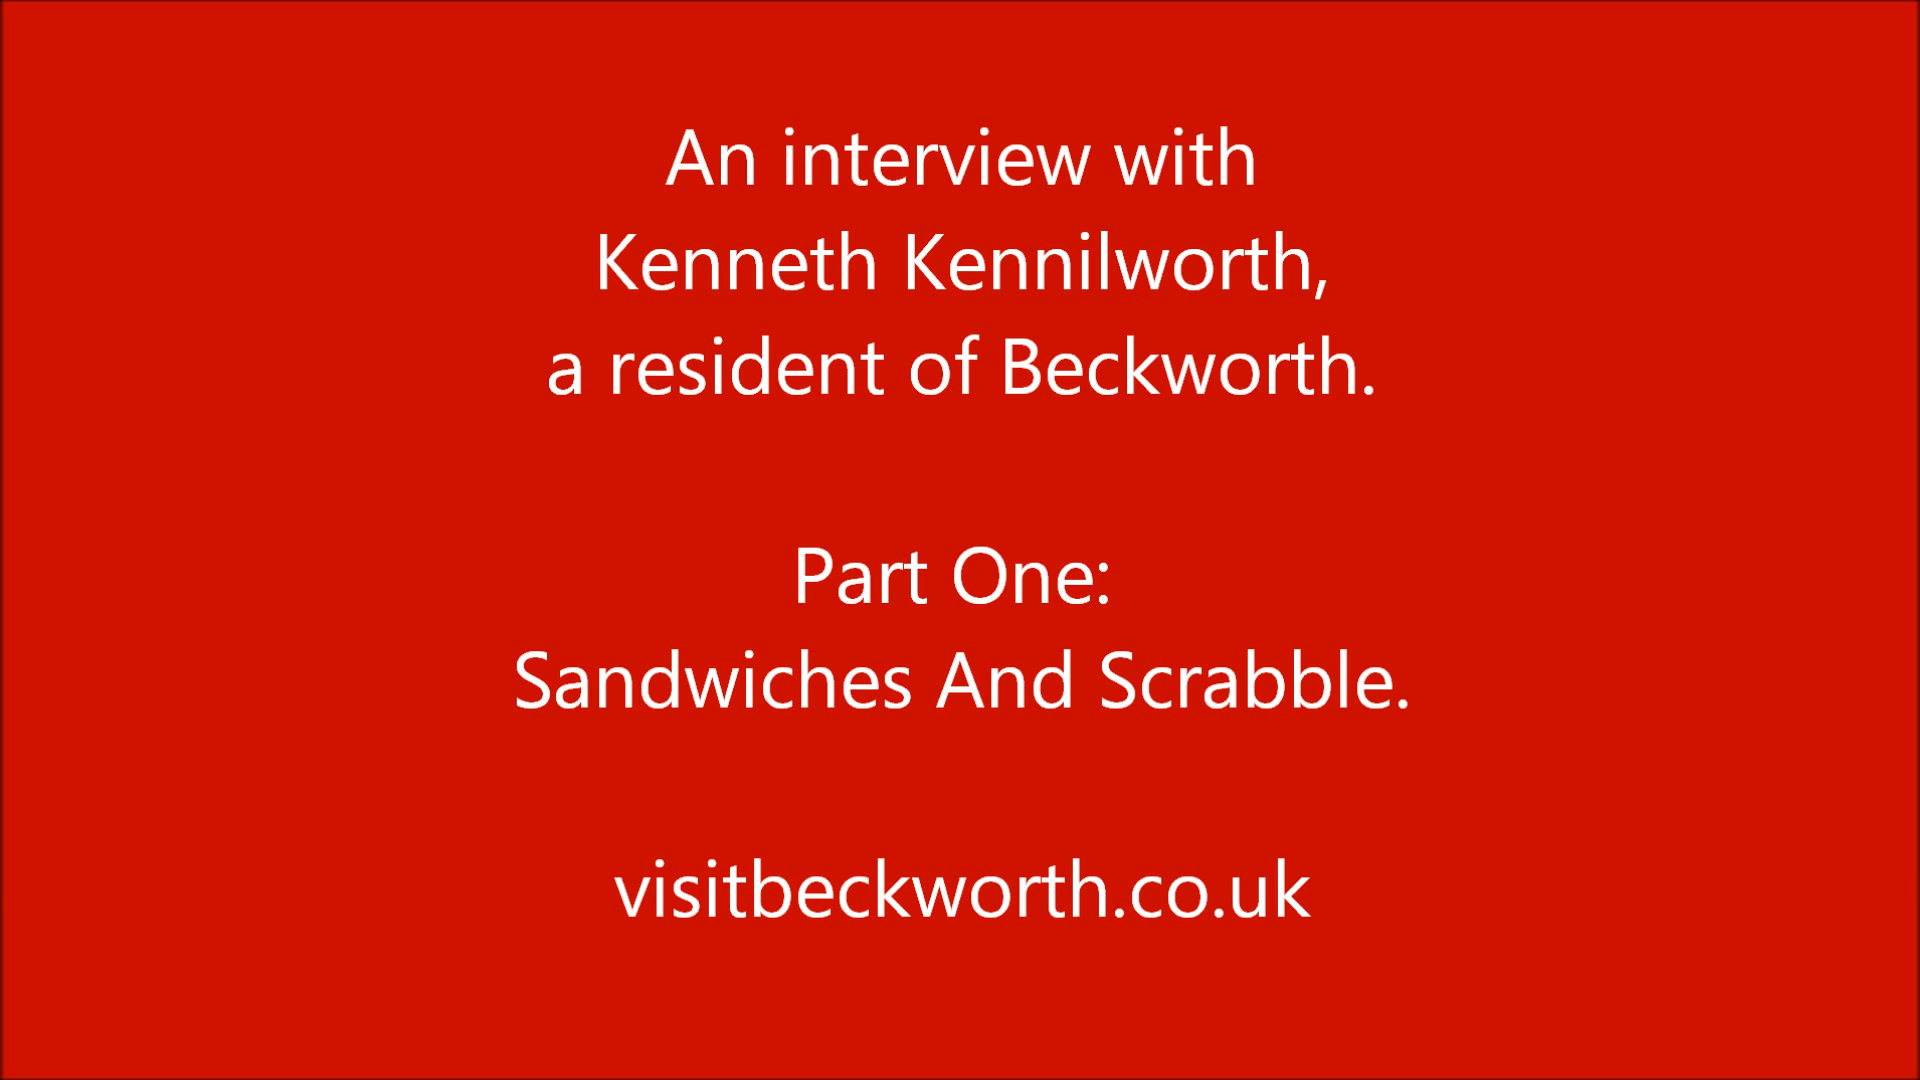 An interview with
Kenneth Kennilworth,
a resident of Beckworth.
Part One:
Sandwiches And Scrabble.
visitbeckworth.co.uk